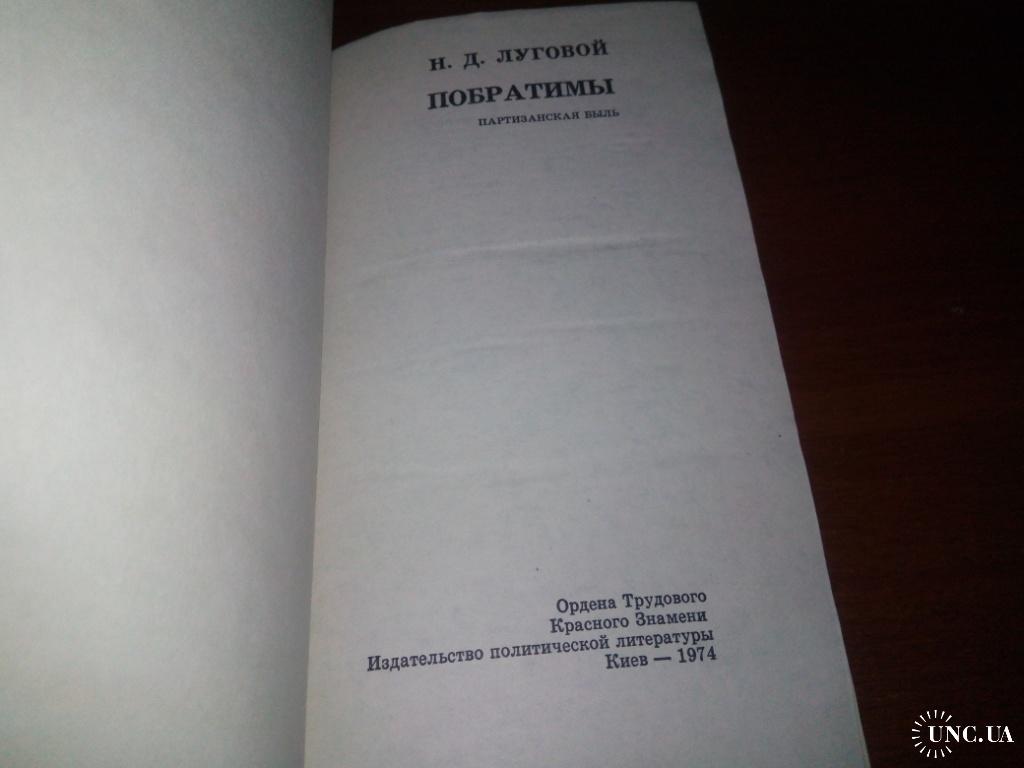 Н. Д. ЛУГОВОЙ
ПОБРАТИМЫ
ПАРТИЗАНСКАЯ БЫЛЬ
Ордена Трудового
Красного Знамени
Издательство политической литературы
Киев — 1974
UNC.UA